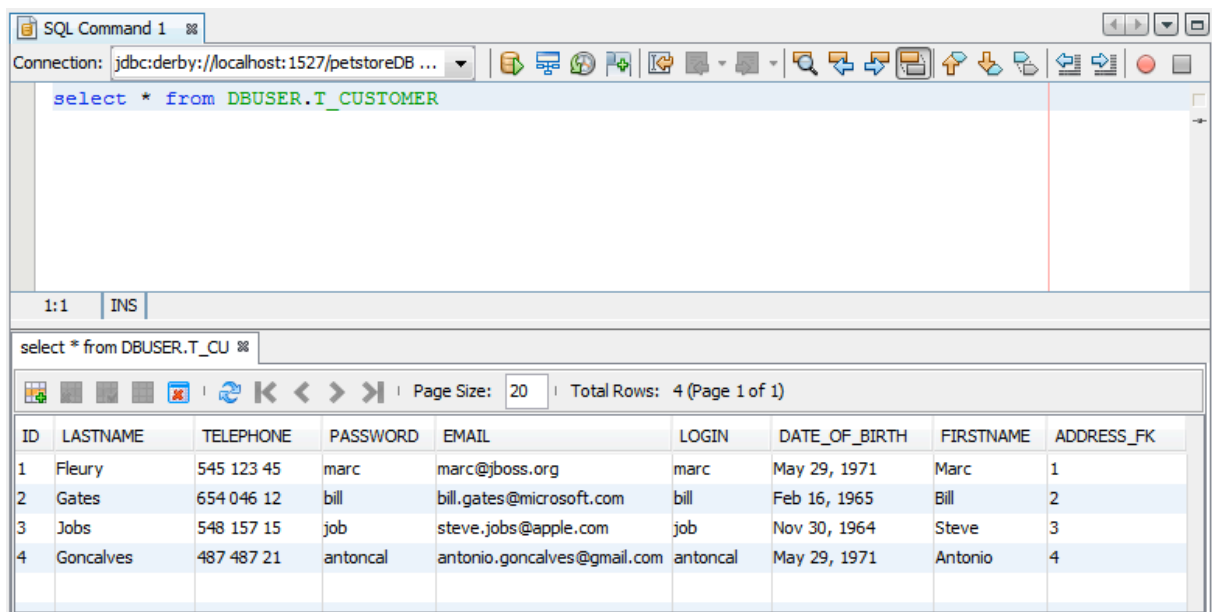 SQL Command 1
Connection: jdbc:derby://localhost:1527/petstoreDB ...
select * from DBUSER.T_CUSTOMER
1:1 INS
select * from DBUSER.T_CU
Page Size: 20 Total Rows: 4 (Page 1 of 1)
ID LASTNAME TELEPHONE PASSWORD EMAIL LOGIN DATE_OF_BIRTH FIRSTNAME ADDRESS_FK
1 Fleury 545 123 45 marc marc@jboss.org marc May 29, 1971 Marc 1
2 Gates 654 046 12 bill bill.gates@microsoft.com bill Feb 16, 1965 Bill 2
3 Jobs 548 157 15 job steve.jobs@apple.com job Nov 30, 1964 Steve 3
4 Goncalves 487 487 21 antoncal antonio.goncalves@gmail.com antoncal May 29, 1971 Antonio 4